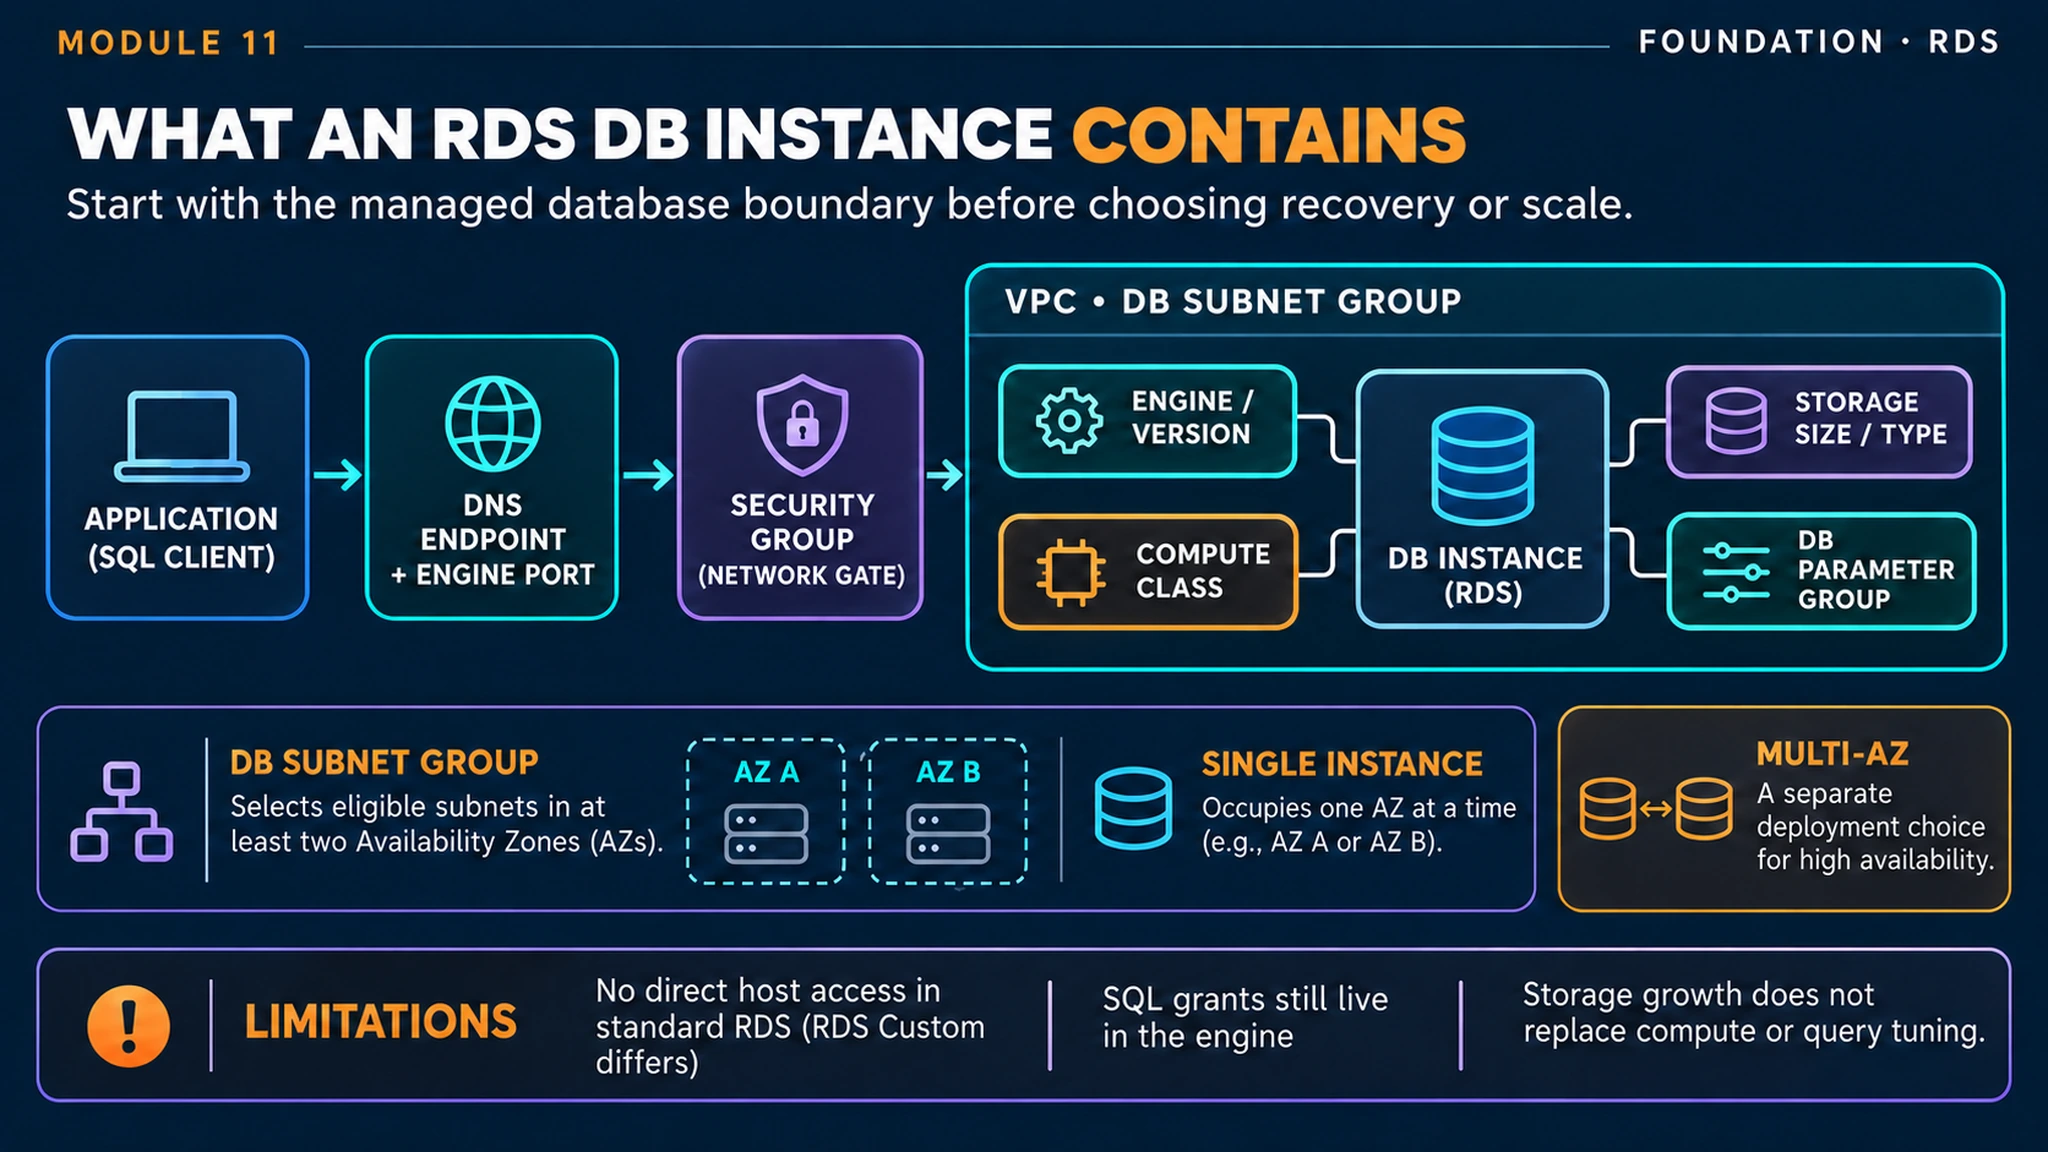 MODULE 11
FOUNDATION · RDS
WHAT AN RDS DB INSTANCE CONTAINS
Start with the managed database boundary before choosing recovery or scale.
APPLICATION
(SQL CLIENT)
DNS
ENDPOINT
+ ENGINE PORT
SECURITY
GROUP
(NETWORK GATE)
VPC • DB SUBNET GROUP
ENGINE /
VERSION
COMPUTE
CLASS
DB INSTANCE
(RDS)
STORAGE
SIZE / TYPE
DB
PARAMETER
GROUP
DB SUBNET GROUP
Selects eligible subnets in at
least two Availability Zones (AZs).
AZ A
AZ B
SINGLE INSTANCE
Occupies one AZ at a time
(e.g., AZ A or AZ B).
MULTI-AZ
A separate
deployment choice
for high availability.
LIMITATIONS
No direct host access in
standard RDS (RDS Custom
differs)
SQL grants still live
in the engine
Storage growth does not
replace compute or query tuning.